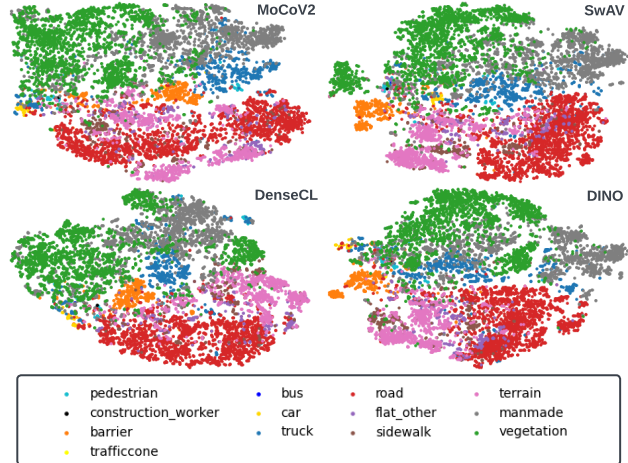 MoCoV2 SwAV
DenseCL DINO
pedestrian bus road terrain
construction_worker car flat_other manmade
barrier truck sidewalk vegetation
trafficcone